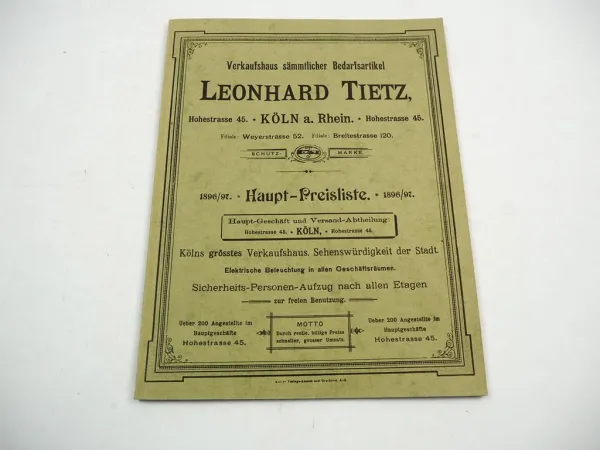 Verkaufshaus sämmtlicher Bedarfsartikel
LEONHARD TIETZ,
Hohestrasse 45. • KÖLN a. Rhein. • Hohestrasse 45.
Filiale: Weyerstrasse 52. Filiale: Breitestrasse 120.
SCHUTZ MARKE
1896/97. • Haupt-Preisliste. • 1896/97.
Haupt-Geschäft und Versand-Abtheilung:
Hohestrasse 45. • KÖLN, • Hohestrasse 45.
Kölns grösstes Verkaufshaus. Sehenswürdigkeit der Stadt.
Elektrische Beleuchtung in allen Geschäftsräumen.
Sicherheits-Personen-Aufzug nach allen Etagen
zur freien Benutzung.
Ueber 200 Angestellte im
Hauptgeschäfte
Hohestrasse 45.
MOTTO
Durch reelle, billige Preise
schneller, grosser Umsatz.
Ueber 200 Angestellte im
Hauptgeschäfte
Hohestrasse 45.